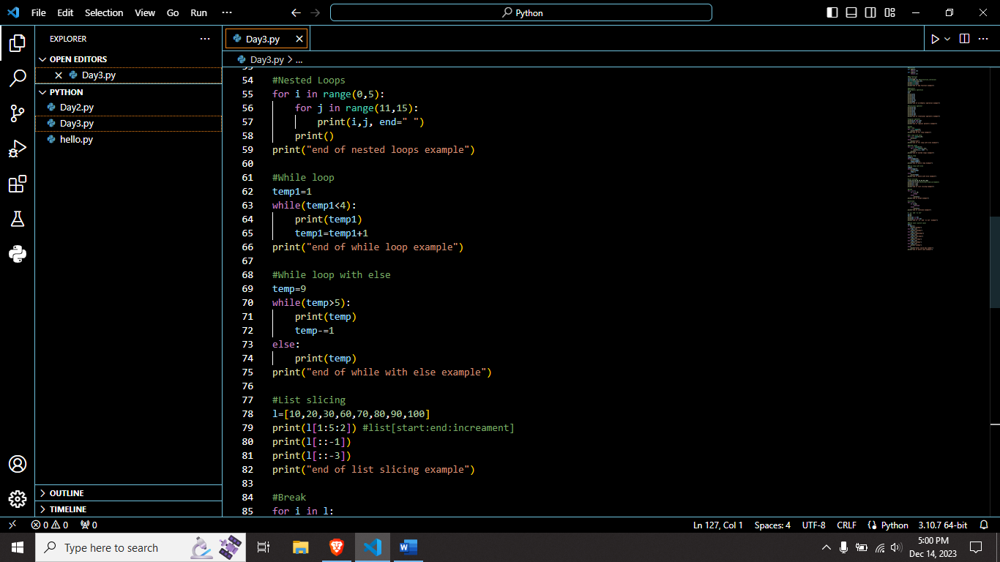 File Edit Selection View Go Run ··· Python
EXPLORER ···
OPEN EDITORS
Day3.py
PYTHON
Day2.py
Day3.py
hello.py
OUTLINE
TIMELINE
Day3.py
Day3.py > ...
54 #Nested Loops
55 for i in range(0,5):
56     for j in range(11,15):
57         print(i,j, end=" ")
58     print()
59 print("end of nested loops example")
60
61 #While loop
62 temp1=1
63 while(temp1<4):
64     print(temp1)
65     temp1=temp1+1
66 print("end of while loop example")
67
68 #While loop with else
69 temp=9
70 while(temp>5):
71     print(temp)
72     temp-=1
73 else:
74     print(temp)
75 print("end of while with else example")
76
77 #List slicing
78 l=[10,20,30,60,70,80,90,100]
79 print(l[1:5:2]) #list[start:end:increament]
80 print(l[::-1])
81 print(l[::-3])
82 print("end of list slicing example")
83
84 #Break
85 for i in l:
0 0 0 Ln 127, Col 1 Spaces: 4 UTF-8 CRLF Python 3.10.7 64-bit
Type here to search
5:00 PM
Dec 14, 2023